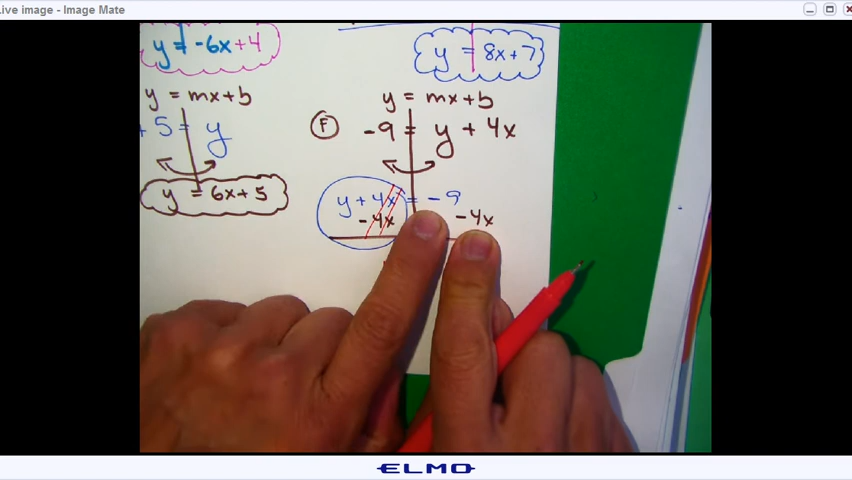 Live image - Image Mate
y = -6x+4
y = 8x+7
y = mx+b
y = mx+b
+ 5 = y
F -9 = y + 4x
y = 6x+5
y + 4x = -9
-4x -4x
ELMO